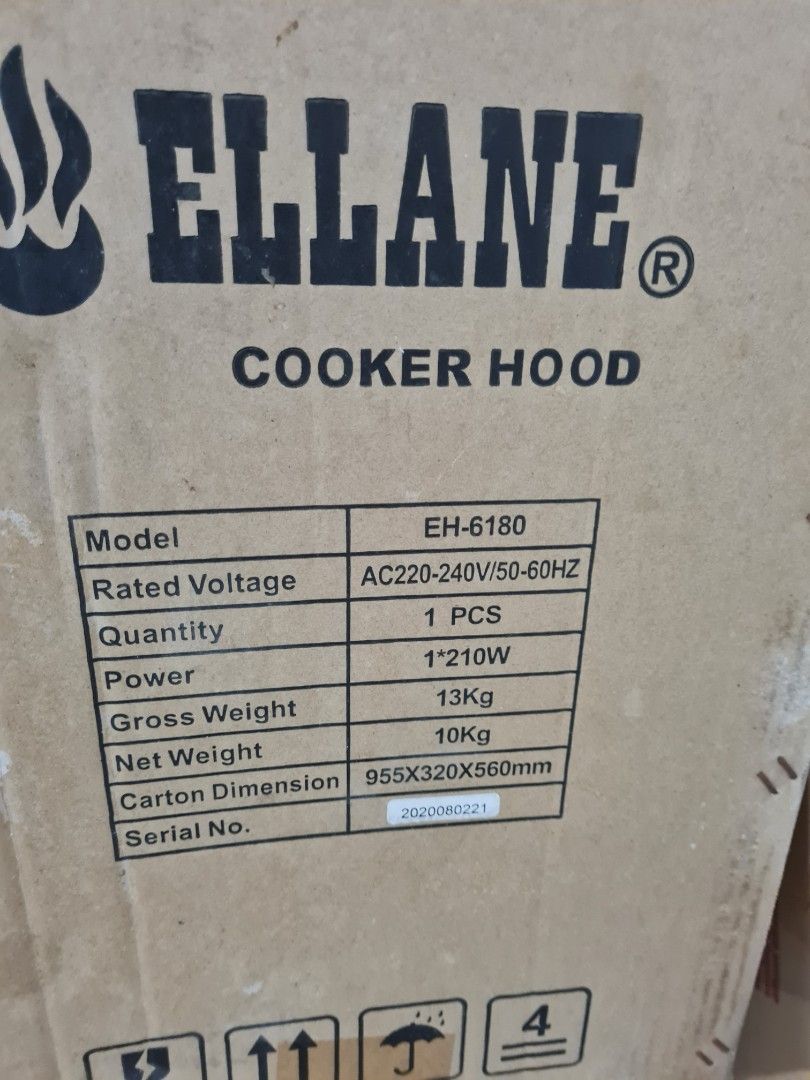 ELLANE®
COOKER HOOD
Model EH-6180
Rated Voltage AC220-240V/50-60HZ
Quantity 1 PCS
Power 1*210W
Gross Weight 13Kg
Net Weight 10Kg
Carton Dimension 955X320X560mm
Serial No. 2020080221
4